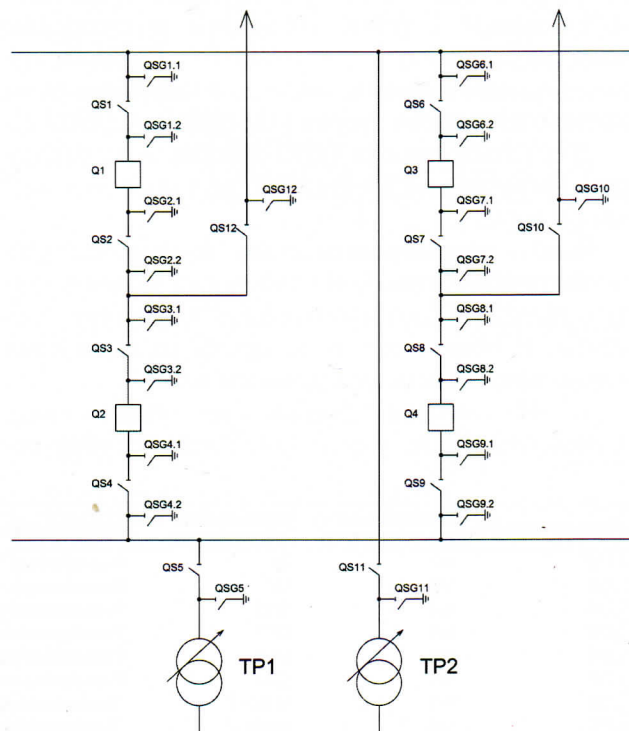 QSG1.1
QS1
QSG1.2
Q1
QSG2.1
QS2
QSG2.2
QSG12
QS12
QSG3.1
QS3
QSG3.2
Q2
QSG4.1
QS4
QSG4.2
QSG6.1
QS6
QSG6.2
Q3
QSG7.1
QS7
QSG7.2
QSG10
QS10
QSG8.1
QS8
QSG8.2
Q4
QSG9.1
QS9
QSG9.2
QS5
QSG5
TP1
QS11
QSG11
TP2